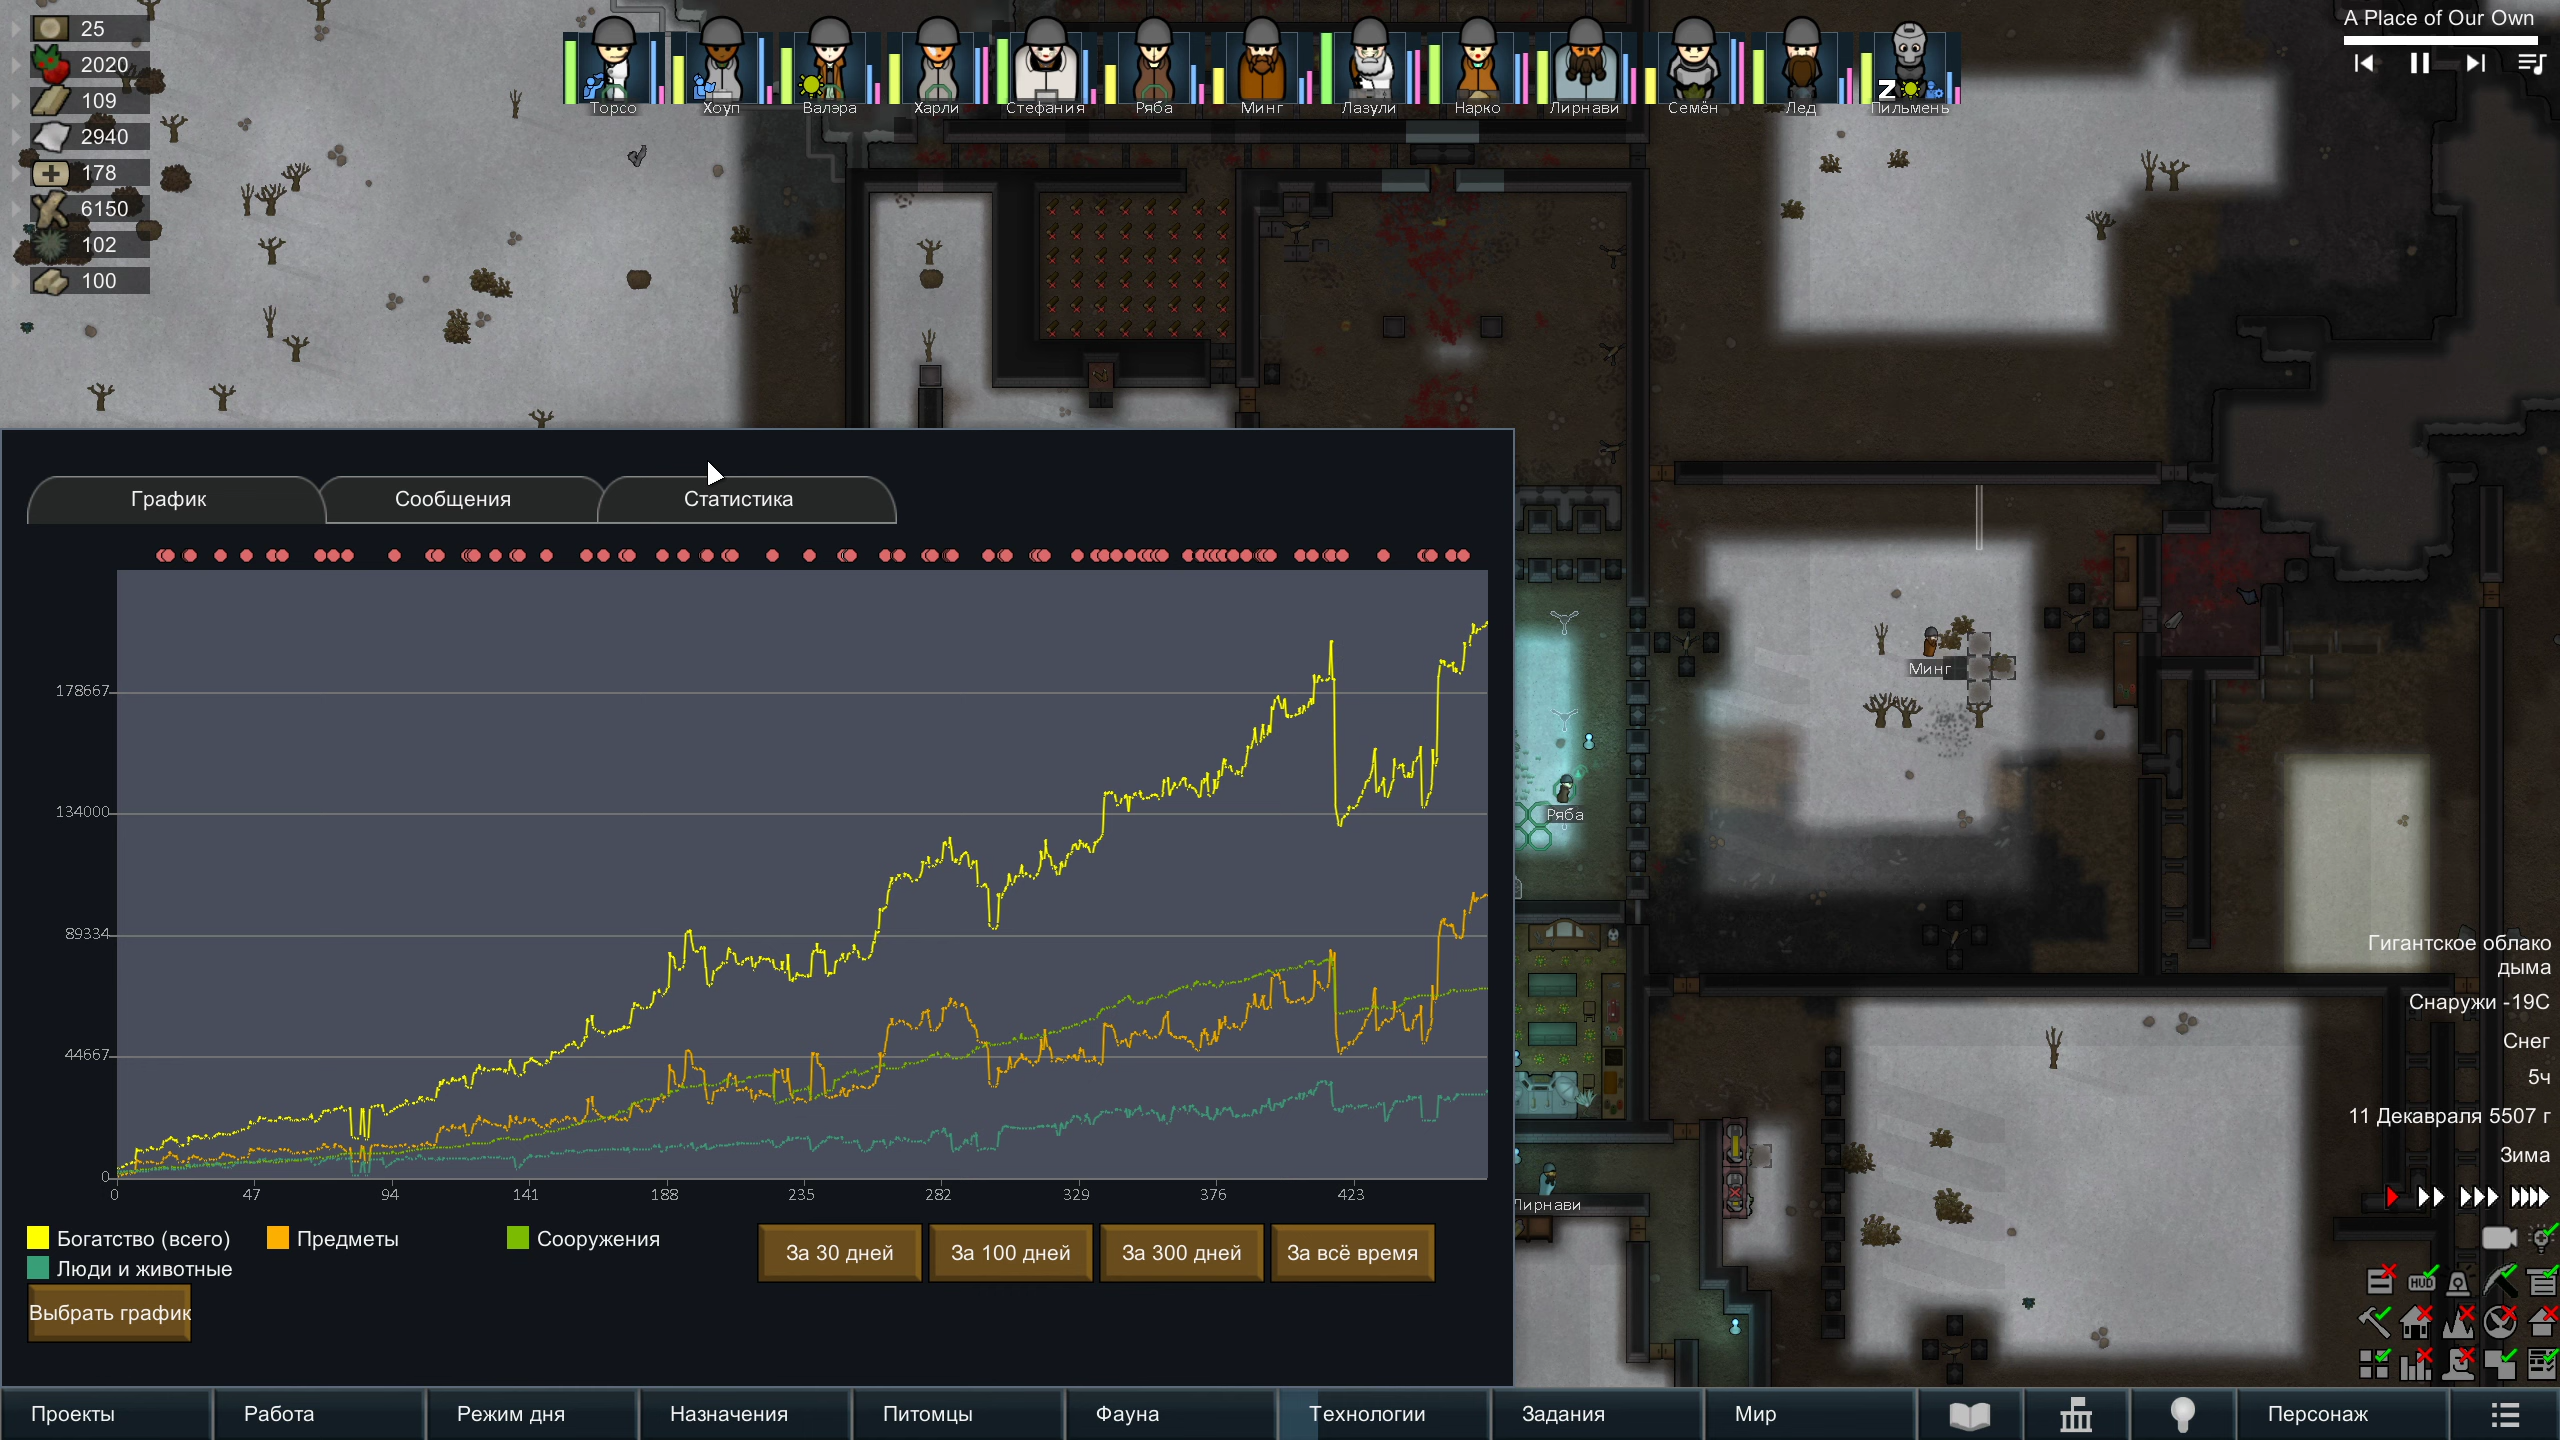 25
2020
109
2940
178
6150
102
100
Торсо
Хоуп
Валэра
Харли
Стефания
Ряба
Минг
Лазули
Нарко
Лирнави
Семён
Лед
Пильмень
Z
A Place of Our Own
График
Сообщения
Статистика
178667
134000
89334
44667
0
0
47
94
141
188
235
282
329
376
423
Богатство (всего)
Предметы
Сооружения
Люди и животные
За 30 дней
За 100 дней
За 300 дней
За всё время
Выбрать график
Минг
Ряба
Лирнави
Гигантское облако
дыма
Снаружи -19C
Снег
5ч
11 Декавраля 5507 г
Зима
HUD
Проекты
Работа
Режим дня
Назначения
Питомцы
Фауна
Технологии
Задания
Мир
Персонаж